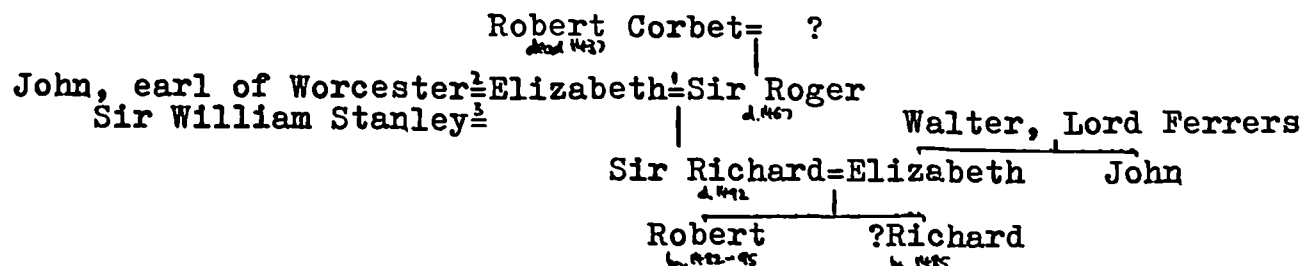 Robert Corbet= ?
dead 1437
John, earl of Worcester²=Elizabeth¹=Sir Roger
d.1467
Sir William Stanley³=
Walter, Lord Ferrers
Sir Richard=Elizabeth John
d.1492
Robert ?Richard